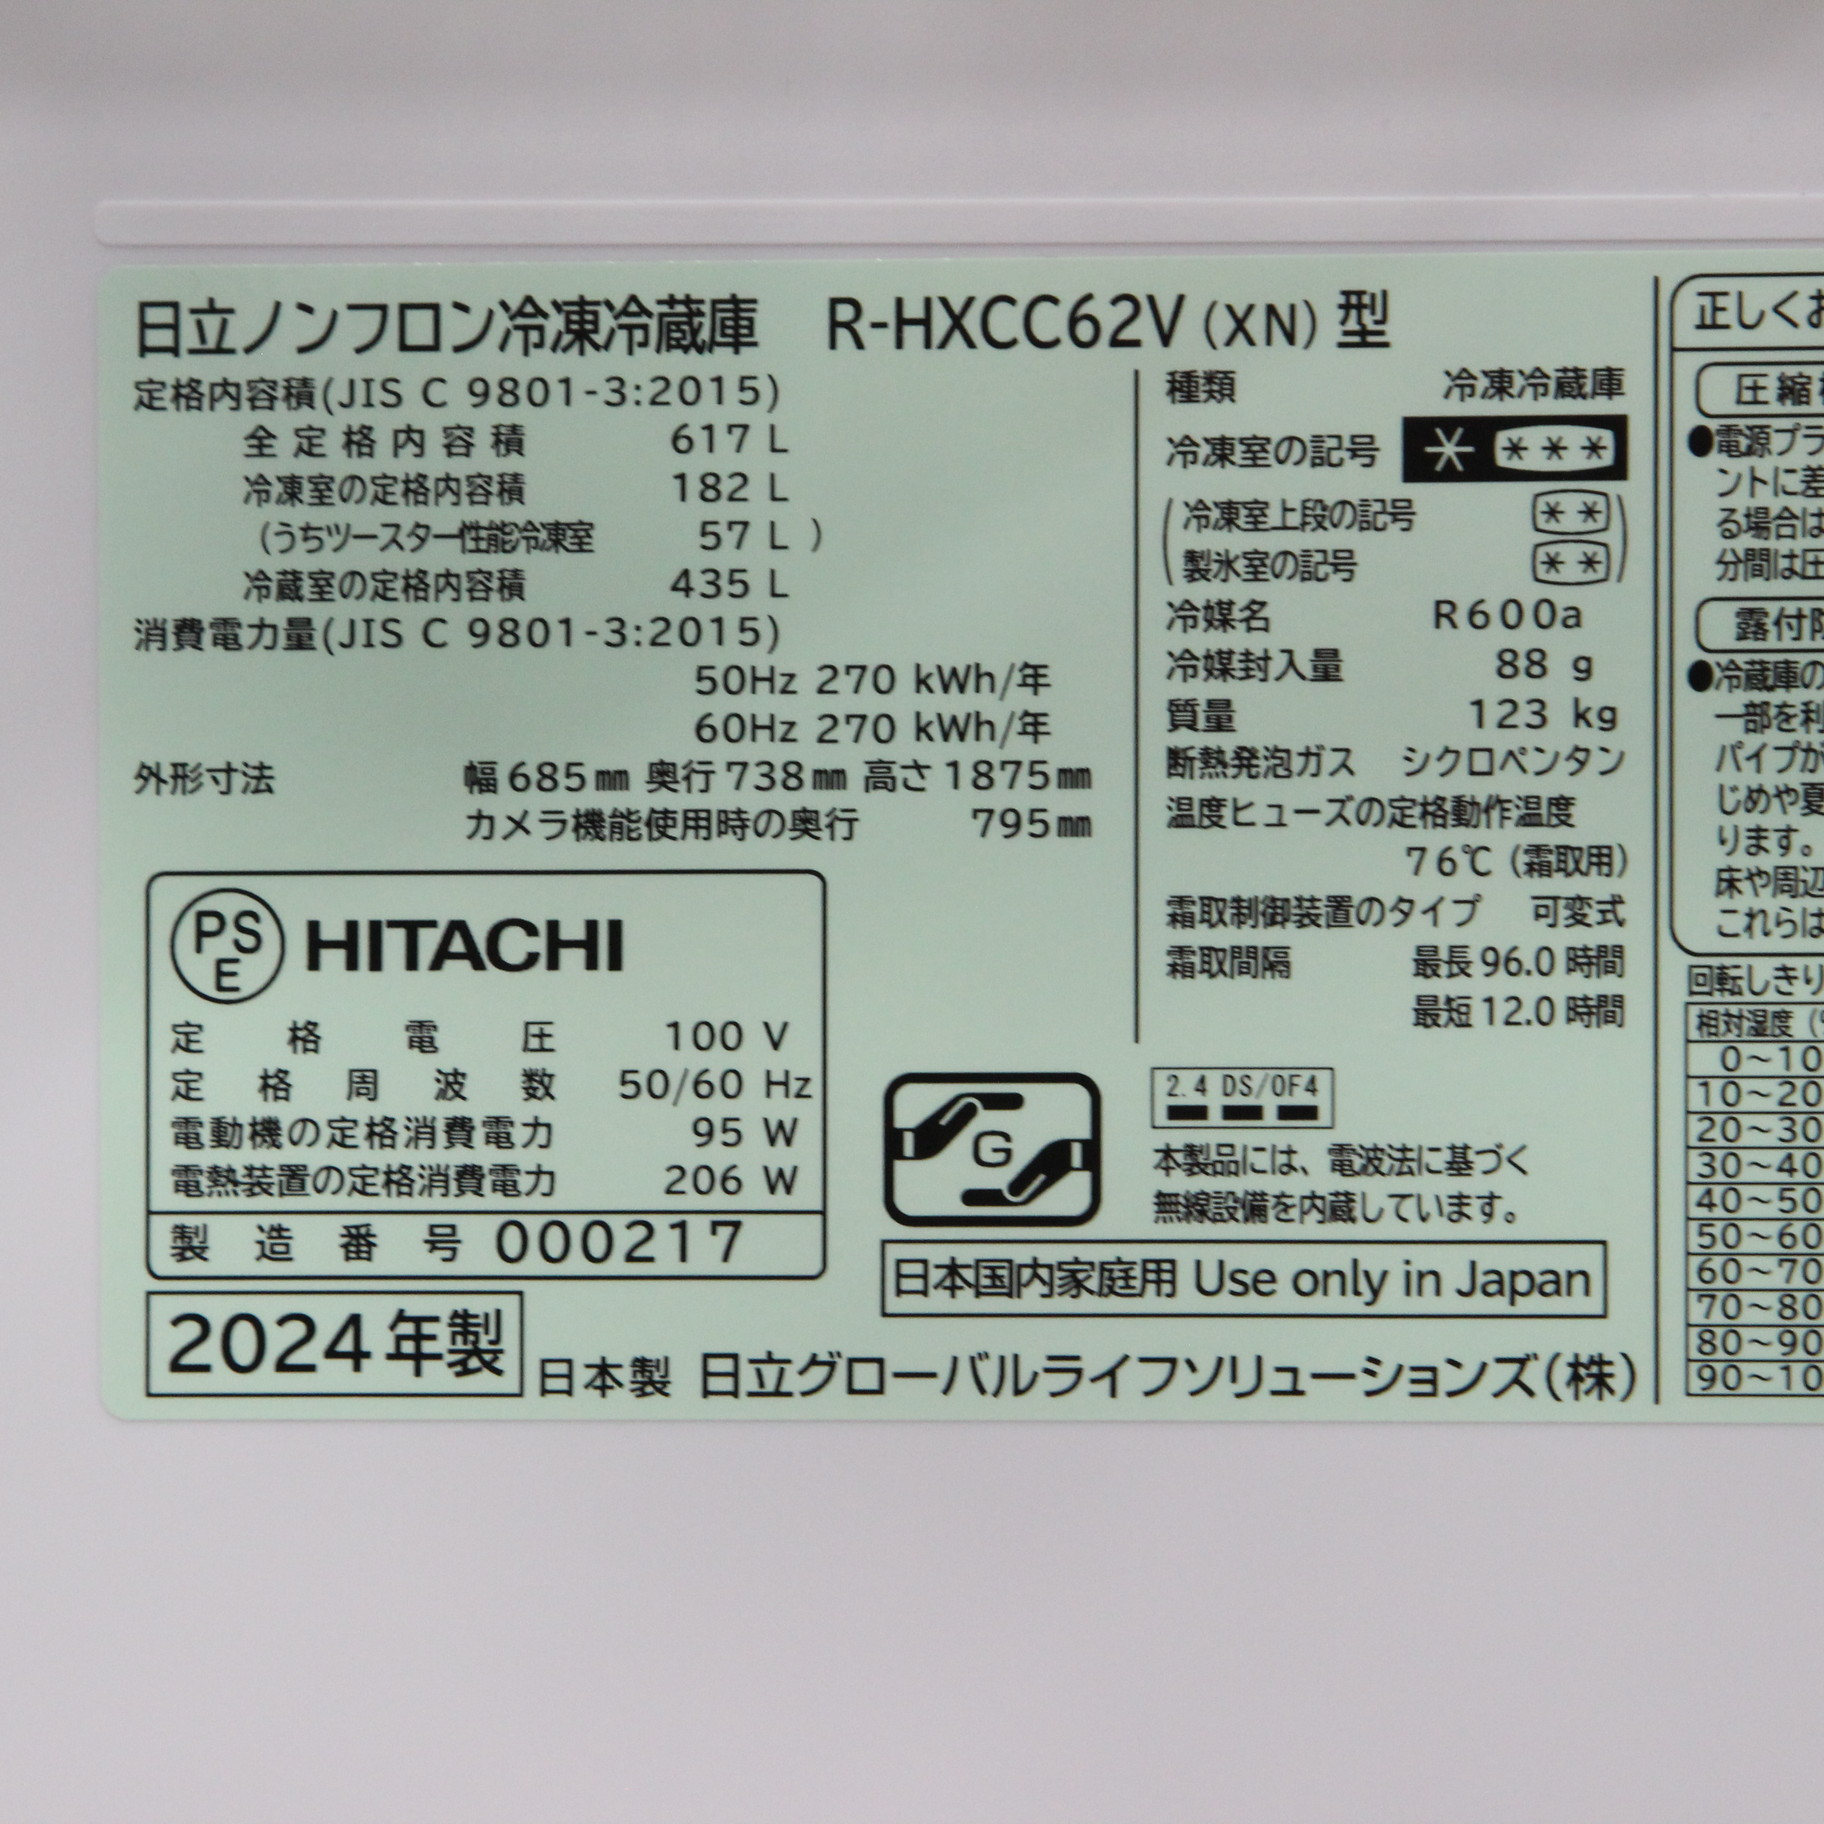 日立ノンフロン冷凍冷蔵庫 R-HXCC62V(XN)型
定格内容積(JIS C 9801-3:2015)
全定格内容積 617 L
冷凍室の定格内容積 182 L
(うちツースター性能冷凍室 57 L )
冷蔵室の定格内容積 435 L
消費電力量(JIS C 9801-3:2015)
50Hz 270 kWh/年
60Hz 270 kWh/年
外形寸法 幅685㎜ 奥行738㎜ 高さ1875㎜
カメラ機能使用時の奥行 795㎜
PS
E
HITACHI
定格電圧 100 V
定格周波数 50/60 Hz
電動機の定格消費電力 95 W
電熱装置の定格消費電力 206 W
製造番号 000217
2024年製
日本製 日立グローバルライフソリューションズ(株)
種類 冷凍冷蔵庫
冷凍室の記号 * ***
(冷凍室上段の記号 **
製氷室の記号 **)
冷媒名 R600a
冷媒封入量 88 g
質量 123 kg
断熱発泡ガス シクロペンタン
温度ヒューズの定格動作温度
76℃(霜取用)
霜取制御装置のタイプ 可変式
霜取間隔 最長96.0時間
最短12.0時間
G
2.4 DS/OF4
本製品には、電波法に基づく
無線設備を内蔵しています。
日本国内家庭用 Use only in Japan
正しくお
圧縮
●電源プラ
ントに差
る場合は
分間は圧
露付防
●冷蔵庫の
一部を利
パイプが
じめや夏
ります。
床や周辺
これらは
回転しきり
相対湿度(
0～10
10～20
20～30
30～40
40～50
50～60
60～70
70～80
80～90
90～10